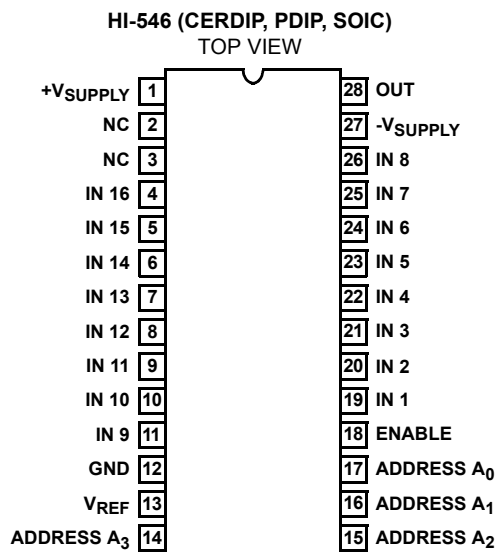 HI-546 (CERDIP, PDIP, SOIC)
TOP VIEW
+VSUPPLY 1 28 OUT
NC 2 27 -VSUPPLY
NC 3 26 IN 8
IN 16 4 25 IN 7
IN 15 5 24 IN 6
IN 14 6 23 IN 5
IN 13 7 22 IN 4
IN 12 8 21 IN 3
IN 11 9 20 IN 2
IN 10 10 19 IN 1
IN 9 11 18 ENABLE
GND 12 17 ADDRESS A0
VREF 13 16 ADDRESS A1
ADDRESS A3 14 15 ADDRESS A2